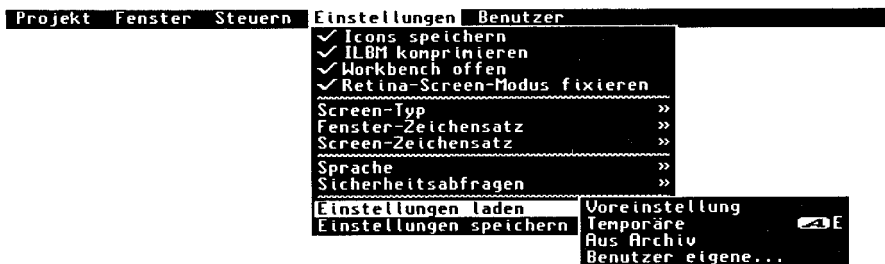 Projekt Fenster Steuern Einstellungen Benutzer
✓ Icons speichern
✓ ILBM komprimieren
✓ Workbench offen
✓ Retina-Screen-Modus fixieren
Screen-Typ »
Fenster-Zeichensatz »
Screen-Zeichensatz »
Sprache »
Sicherheitsabfragen »
Einstellungen laden
Einstellungen speichern
Voreinstellung
Temporäre A E
Aus Archiv
Benutzer eigene...